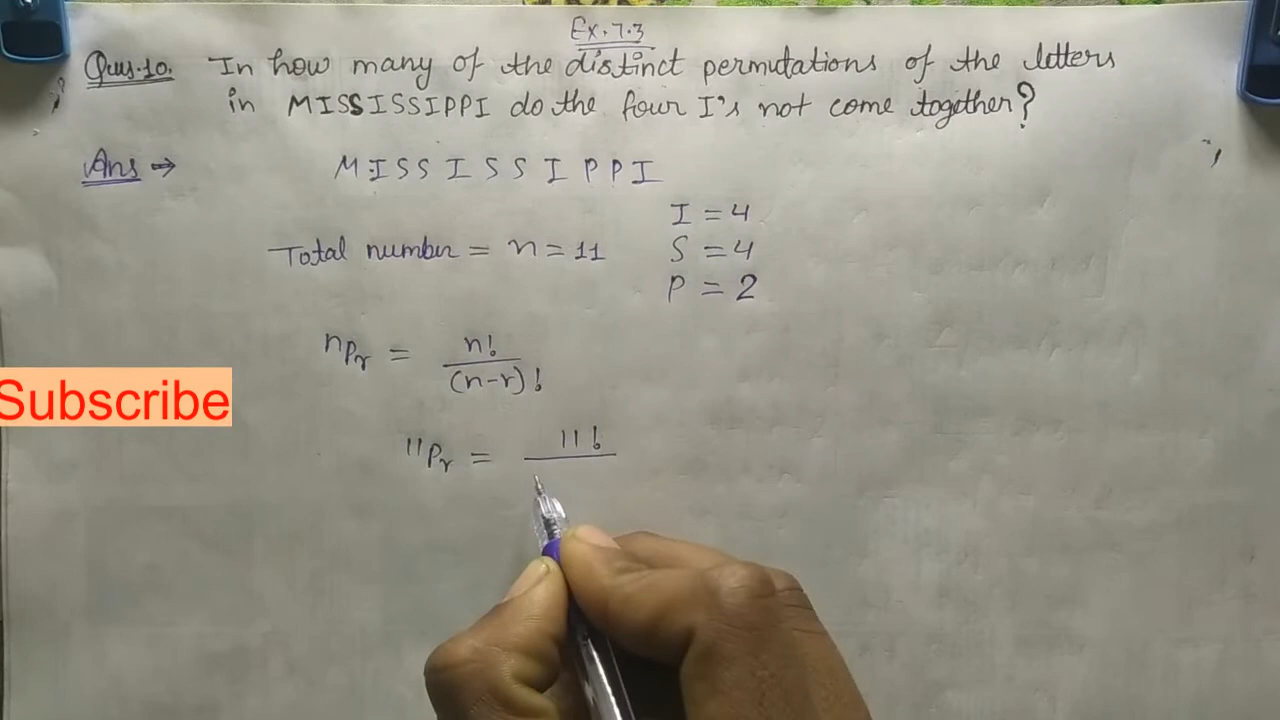 Ex. 7.3
Ques.10. In how many of the distinct permutations of the letters
in MISSISSIPPI do the four I's not come together?
Ans ⇒ M I S S I S S I P P I
I = 4
Total number = n = 11 S = 4
P = 2
nPr = n! / (n-r)!
Subscribe
11Pr = 11!